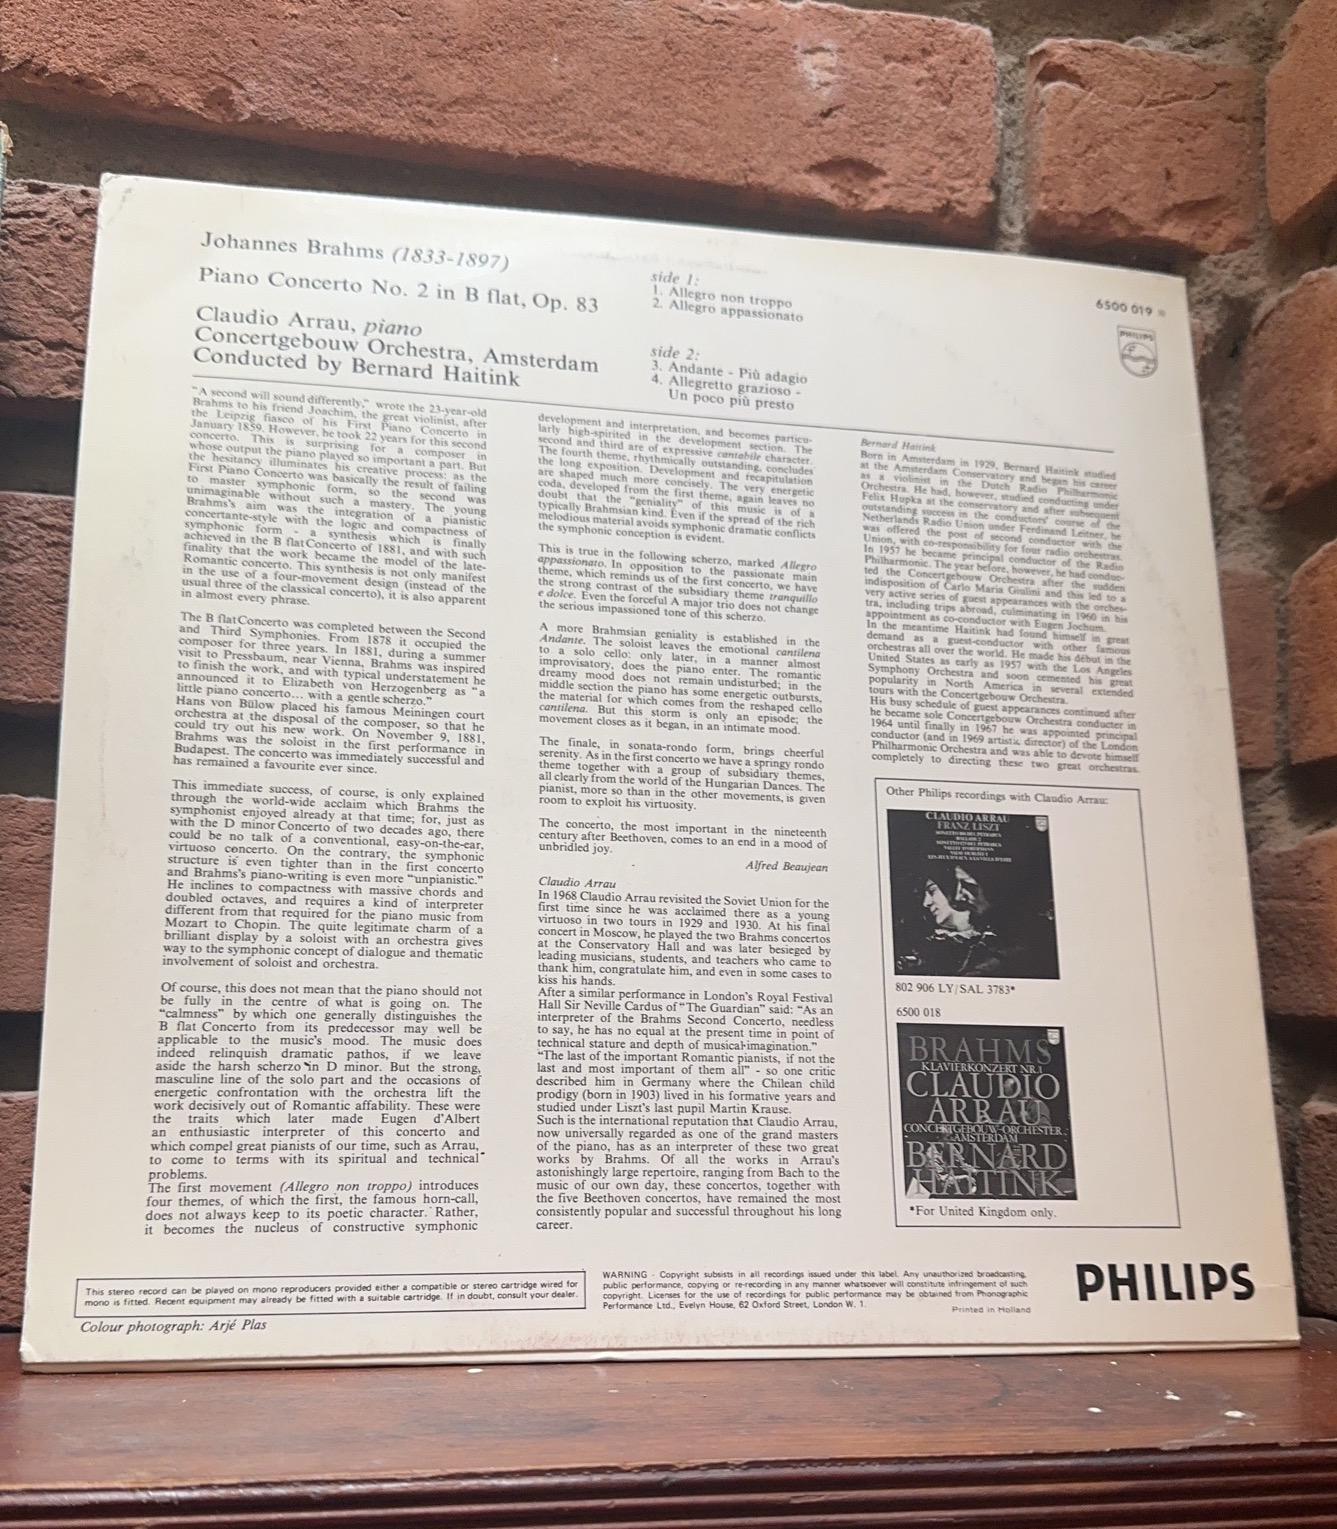 Johannes Brahms (1833-1897)
Piano Concerto No. 2 in B flat, Op. 83
Claudio Arrau, piano
Concertgebouw Orchestra, Amsterdam
Conducted by Bernard Haitink
side 1:
1. Allegro non troppo
2. Allegro appassionato
side 2:
3. Andante - Più adagio
4. Allegretto grazioso -
Un poco più presto
6500 019
PHILIPS
"A second will sound differently," wrote the 23-year-old
Brahms to his friend Joachim, the great violinist, after
the Leipzig fiasco of his First Piano Concerto in
January 1859. However, he took 22 years for this second
concerto. This is surprising for a composer in
whose output the piano played so important a part. But
the hesitancy illuminates his creative process: as the
First Piano Concerto was basically the result of failing
to master symphonic form, so the second was
unimaginable without such a mastery. The young
Brahms's aim was the integration of a pianistic
concertante-style with the logic and compactness of
symphonic form - a synthesis which is finally
achieved in the B flat Concerto of 1881, and with such
finality that the work became the model of the late-
Romantic concerto. This synthesis is not only manifest
in the use of a four-movement design (instead of the
usual three of the classical concerto), it is also apparent
in almost every phrase.
The B flat Concerto was completed between the Second
and Third Symphonies. From 1878 it occupied the
composer for three years. In 1881, during a summer
visit to Pressbaum, near Vienna, Brahms was inspired
to finish the work, and with typical understatement he
announced it to Elizabeth von Herzogenberg as "a
little piano concerto... with a gentle scherzo."
Hans von Bülow placed his famous Meiningen court
orchestra at the disposal of the composer, so that he
could try out his new work. On November 9, 1881,
Brahms was the soloist in the first performance in
Budapest. The concerto was immediately successful and
has remained a favourite ever since.
This immediate success, of course, is only explained
through the world-wide acclaim which Brahms the
symphonist enjoyed already at that time; for, just as
with the D minor Concerto of two decades ago, there
could be no talk of a conventional, easy-on-the-ear,
virtuoso concerto. On the contrary, the symphonic
structure is even tighter than in the first concerto
and Brahms's piano-writing is even more "unpianistic."
He inclines to compactness with massive chords and
doubled octaves, and requires a kind of interpreter
different from that required for the piano music from
Mozart to Chopin. The quite legitimate charm of a
brilliant display by a soloist with an orchestra gives
way to the symphonic concept of dialogue and thematic
involvement of soloist and orchestra.
Of course, this does not mean that the piano should not
be fully in the centre of what is going on. The
"calmness" by which one generally distinguishes the
B flat Concerto from its predecessor may well be
applicable to the music's mood. The music does
indeed relinquish dramatic pathos, if we leave
aside the harsh scherzo in D minor. But the strong,
masculine line of the solo part and the occasions of
energetic confrontation with the orchestra lift the
work decisively out of Romantic affability. These were
the traits which later made Eugen d'Albert
an enthusiastic interpreter of this concerto and
which compel great pianists of our time, such as Arrau,
to come to terms with its spiritual and technical
problems.
The first movement (Allegro non troppo) introduces
four themes, of which the first, the famous horn-call,
does not always keep to its poetic character. Rather,
it becomes the nucleus of constructive symphonic
development and interpretation, and becomes particu-
larly high-spirited in the development section. The
second and third are of expressive cantabile character.
The fourth theme, rhythmically outstanding, concludes
the long exposition. Development and recapitulation
are shaped much more concisely. The very energetic
coda, developed from the first theme, again leaves no
doubt that the "geniality" of this music is of a
typically Brahmsian kind. Even if the spread of the rich
melodious material avoids symphonic dramatic conflicts
the symphonic conception is evident.
This is true in the following scherzo, marked Allegro
appassionato. In opposition to the passionate main
theme, which reminds us of the first concerto, we have
the strong contrast of the subsidiary theme tranquillo
e dolce. Even the forceful A major trio does not change
the serious impassioned tone of this scherzo.
A more Brahmsian geniality is established in the
Andante. The soloist leaves the emotional cantilena
to a solo cello: only later, in a manner almost
improvisatory, does the piano enter. The romantic
dreamy mood does not remain undisturbed; in the
middle section the piano has some energetic outbursts,
the material for which comes from the reshaped cello
cantilena. But this storm is only an episode; the
movement closes as it began, in an intimate mood.
The finale, in sonata-rondo form, brings cheerful
serenity. As in the first concerto we have a springy rondo
theme together with a group of subsidiary themes,
all clearly from the world of the Hungarian Dances. The
pianist, more so than in the other movements, is given
room to exploit his virtuosity.
The concerto, the most important in the nineteenth
century after Beethoven, comes to an end in a mood of
unbridled joy.
Alfred Beaujean
Claudio Arrau
In 1968 Claudio Arrau revisited the Soviet Union for the
first time since he was acclaimed there as a young
virtuoso in two tours in 1929 and 1930. At his final
concert in Moscow, he played the two Brahms concertos
at the Conservatory Hall and was later besieged by
leading musicians, students, and teachers who came to
thank him, congratulate him, and even in some cases to
kiss his hands.
After a similar performance in London's Royal Festival
Hall Sir Neville Cardus of "The Guardian" said: "As an
interpreter of the Brahms Second Concerto, needless
to say, he has no equal at the present time in point of
technical stature and depth of musical imagination."
"The last of the important Romantic pianists, if not the
last and most important of them all" - so one critic
described him in Germany where the Chilean child
prodigy (born in 1903) lived in his formative years and
studied under Liszt's last pupil Martin Krause.
Such is the international reputation that Claudio Arrau,
now universally regarded as one of the grand masters
of the piano, has as an interpreter of these two great
works by Brahms. Of all the works in Arrau's
astonishingly large repertoire, ranging from Bach to the
music of our own day, these concertos, together with
the five Beethoven concertos, have remained the most
consistently popular and successful throughout his long
career.
Bernard Haitink
Born in Amsterdam in 1929, Bernard Haitink studied
at the Amsterdam Conservatory and began his career
as a violinist in the Dutch Radio Philharmonic
Orchestra. He had, however, studied conducting under
Felix Hupka at the conservatory and after subsequent
outstanding success in the conductors' course of the
Netherlands Radio Union under Ferdinand Leitner, he
was offered the post of second conductor with the
Union, with co-responsibility for four radio orchestras.
In 1957 he became principal conductor of the Radio
Philharmonic. The year before, however, he had conduc-
ted the Concertgebouw Orchestra after the sudden
indisposition of Carlo Maria Giulini and this led to a
very active series of guest appearances with the orches-
tra, including trips abroad, culminating in 1960 in his
appointment as co-conductor with Eugen Jochum.
In the meantime Haitink had found himself in great
demand as a guest-conductor with other famous
orchestras all over the world. He made his début in the
United States as early as 1957 with the Los Angeles
Symphony Orchestra and soon cemented his great
popularity in North America in several extended
tours with the Concertgebouw Orchestra.
His busy schedule of guest appearances continued after
he became sole Concertgebouw Orchestra conductor in
1964 until finally in 1967 he was appointed principal
conductor (and in 1969 artistic director) of the London
Philharmonic Orchestra and was able to devote himself
completely to directing these two great orchestras.
Other Philips recordings with Claudio Arrau:
CLAUDIO ARRAU
FRANZ LISZT
802 906 LY/SAL 3783*
6500 018
BRAHMS
KLAVIERKONZERT NR.1
CLAUDIO
ARRAU
CONCERTGEBOUW-ORCHESTER
AMSTERDAM
BERNARD
HAITINK
*For United Kingdom only.
This stereo record can be played on mono reproducers provided either a compatible or stereo cartridge wired for
mono is fitted. Recent equipment may already be fitted with a suitable cartridge. If in doubt, consult your dealer.
Colour photograph: Arjé Plas
WARNING - Copyright subsists in all recordings issued under this label. Any unauthorized broadcasting,
public performance, copying or re-recording in any manner whatsoever will constitute infringement of such
copyright. Licenses for the use of recordings for public performance may be obtained from Phonographic
Performance Ltd., Evelyn House, 62 Oxford Street, London W. 1.
Printed in Holland
PHILIPS